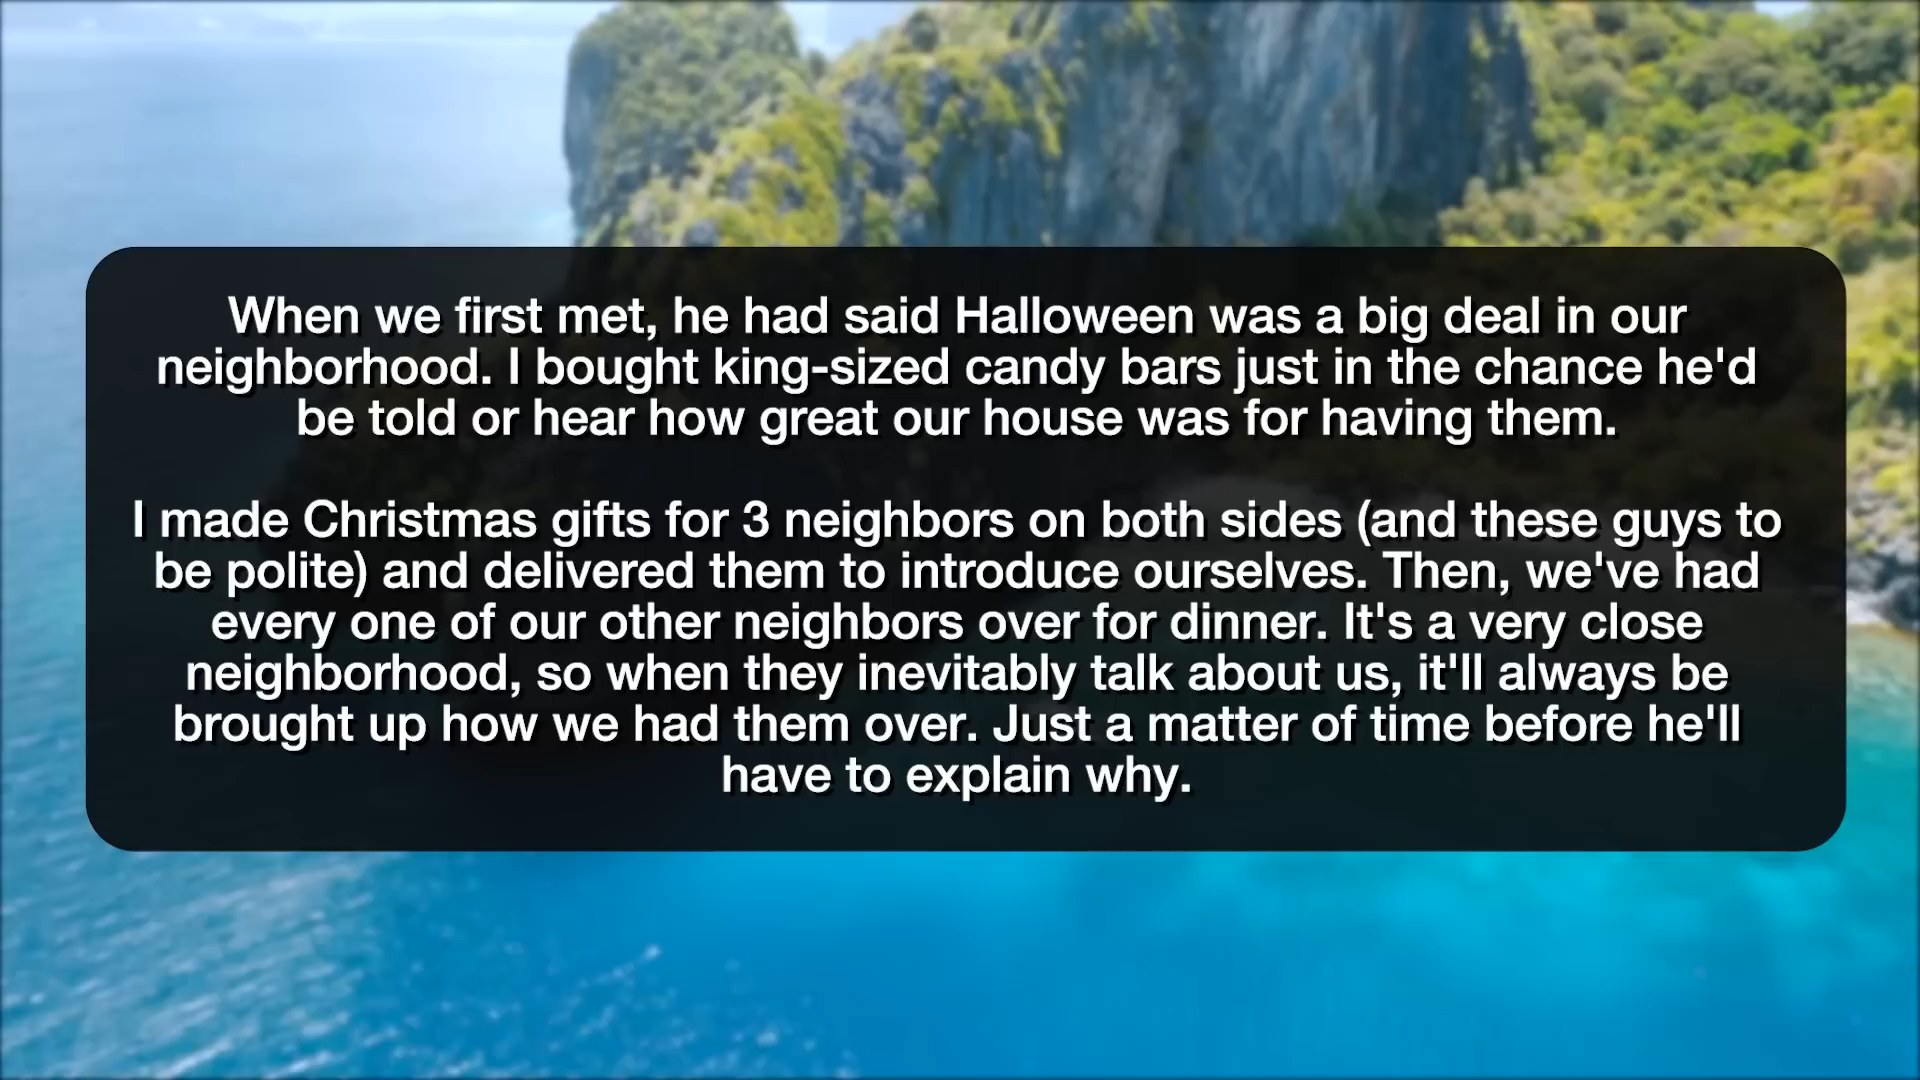 When we first met, he had said Halloween was a big deal in our
neighborhood. I bought king-sized candy bars just in the chance he'd
be told or hear how great our house was for having them.
I made Christmas gifts for 3 neighbors on both sides (and these guys to
be polite) and delivered them to introduce ourselves. Then, we've had
every one of our other neighbors over for dinner. It's a very close
neighborhood, so when they inevitably talk about us, it'll always be
brought up how we had them over. Just a matter of time before he'll
have to explain why.